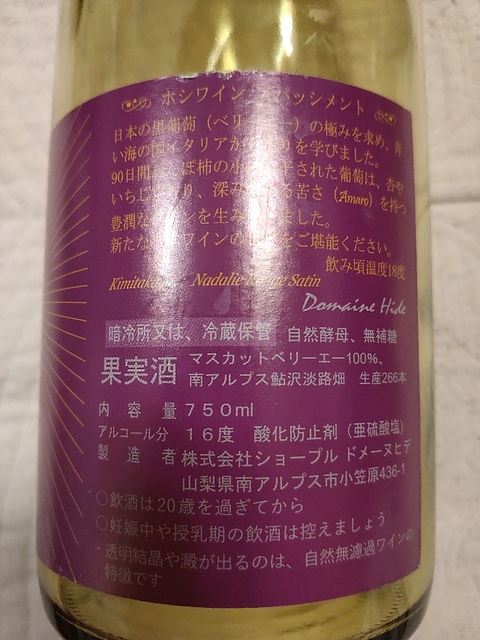 ホシワイン パッシメント
日本の黒葡萄(ベリー ー)の極みを求め、青
い海の国イタリアか りを学びました。
90日間 ぼ柿の小 干された葡萄は、杏や
いちじ り、深み る苦さ(Amaro)を持つ
豊潤な ンを生み ました。
新たな ワインの をご堪能ください。
飲み頃温度18度
Kimitaka Nadalie Satin
Domaine Hide
暗冷所又は、冷蔵保管 自然酵母、無補糖
果実酒 マスカットベリーエー100%、
南アルプス鮎沢淡路畑 生産266本
内容量 750ml
アルコール分 16度 酸化防止剤(亜硫酸塩)
製造者 株式会社ショープル ドメーヌヒデ
山梨県南アルプス市小笠原436-1
○飲酒は20歳を過ぎてから
○妊娠中や授乳期の飲酒は控えましょう
・透明結晶や澱が出るのは、自然無濾過ワインの
特徴です